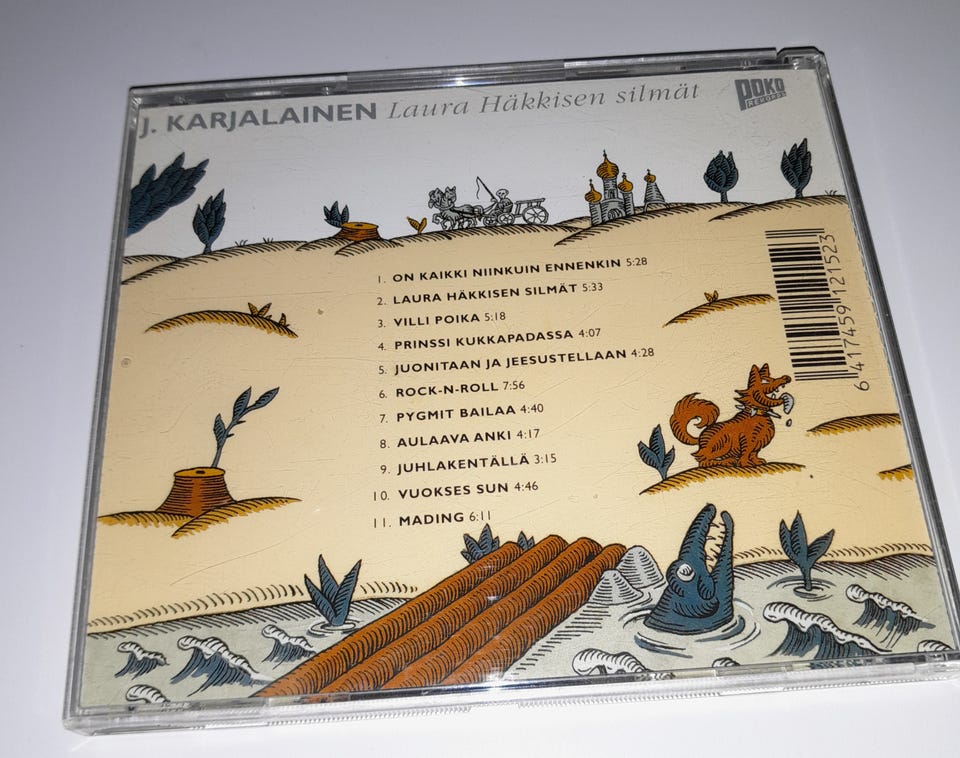 J. KARJALAINEN Laura Häkkisen silmät
POKO
REKORDS
1. ON KAIKKI NIINKUIN ENNENKIN 5:28
2. LAURA HÄKKISEN SILMÄT 5:33
3. VILLI POIKA 5:18
4. PRINSSI KUKKAPADASSA 4:07
5. JUONITAAN JA JEESUSTELLAAN 4:28
6. ROCK-N-ROLL 7:56
7. PYGMIT BAILAA 4:40
8. AULAAVA ANKI 4:17
9. JUHLAKENTÄLLÄ 3:15
10. VUOKSES SUN 4:46
11. MADING 6:11
6 417459 121523